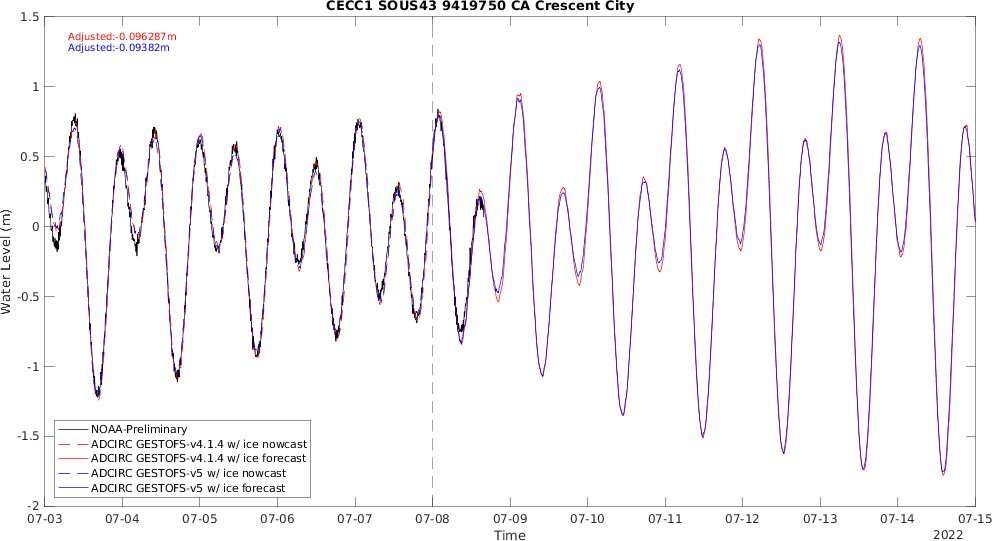 CECC1 SOUS43 9419750 CA Crescent City
Adjusted:-0.096287m
Adjusted:-0.09382m
1.5
1
0.5
0
-0.5
-1
-1.5
-2
Water Level (m)
NOAA-Preliminary
ADCIRC GESTOFS-v4.1.4 w/ ice nowcast
ADCIRC GESTOFS-v4.1.4 w/ ice forecast
ADCIRC GESTOFS-v5 w/ ice nowcast
ADCIRC GESTOFS-v5 w/ ice forecast
07-03 07-04 07-05 07-06 07-07 07-08 07-09 07-10 07-11 07-12 07-13 07-14 07-15
Time
2022